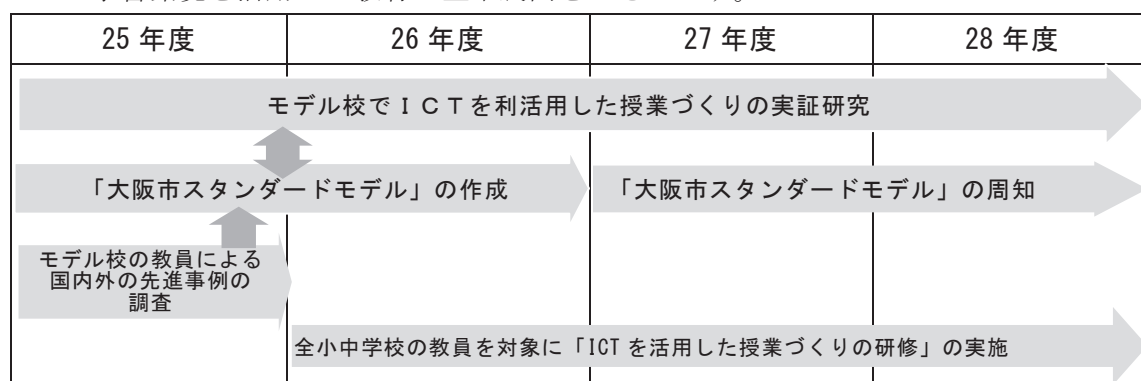 25 年度
26 年度
27 年度
28 年度
モデル校でＩＣＴを利活用した授業づくりの実証研究
「大阪市スタンダードモデル」の作成
「大阪市スタンダードモデル」の周知
モデル校の教員による
国内外の先進事例の
調査
全小中学校の教員を対象に「ICT を活用した授業づくりの研修」の実施